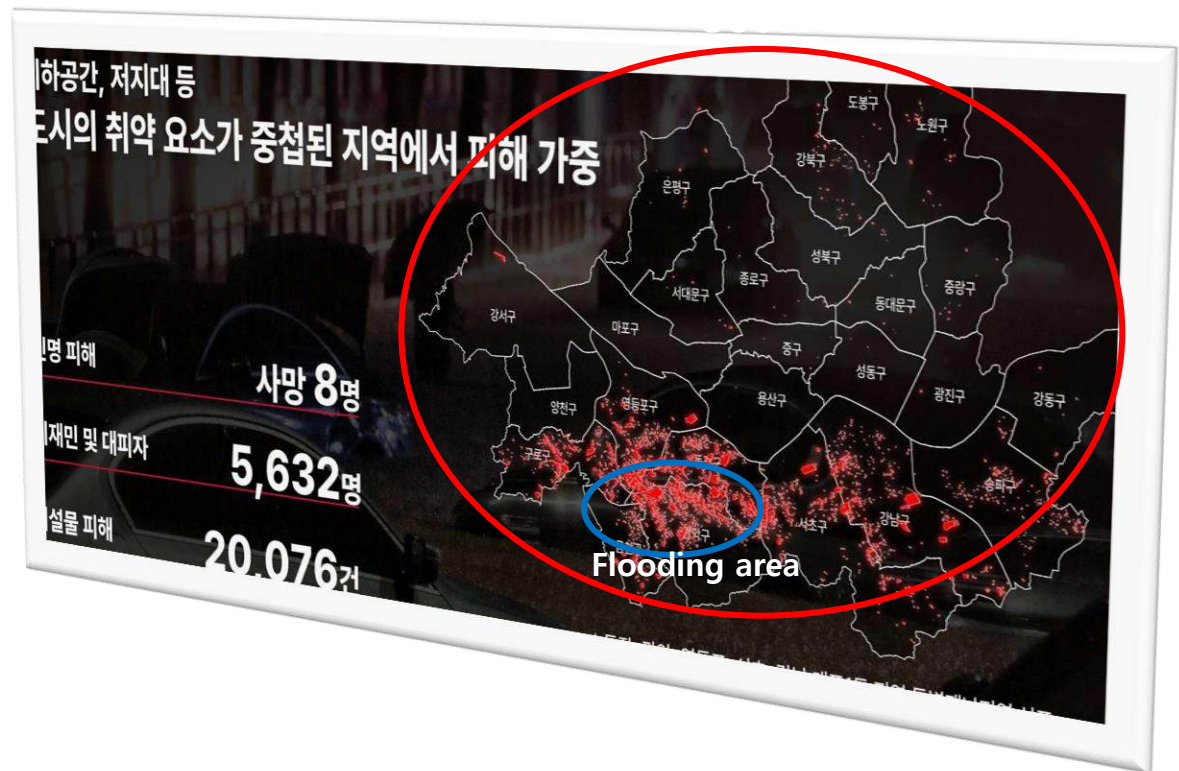 지하공간, 저지대 등
도시의 취약 요소가 중첩된 지역에서 피해 가중
인명 피해
사망 8명
이재민 및 대피자
5,632명
시설물 피해
20,076건
도봉구
노원구
강북구
은평구
성북구
종로구
중랑구
서대문구
동대문구
강서구
마포구
중구
성동구
광진구
강동구
용산구
양천구
영등포구
구로구
송파구
서초구
강남구
Flooding area